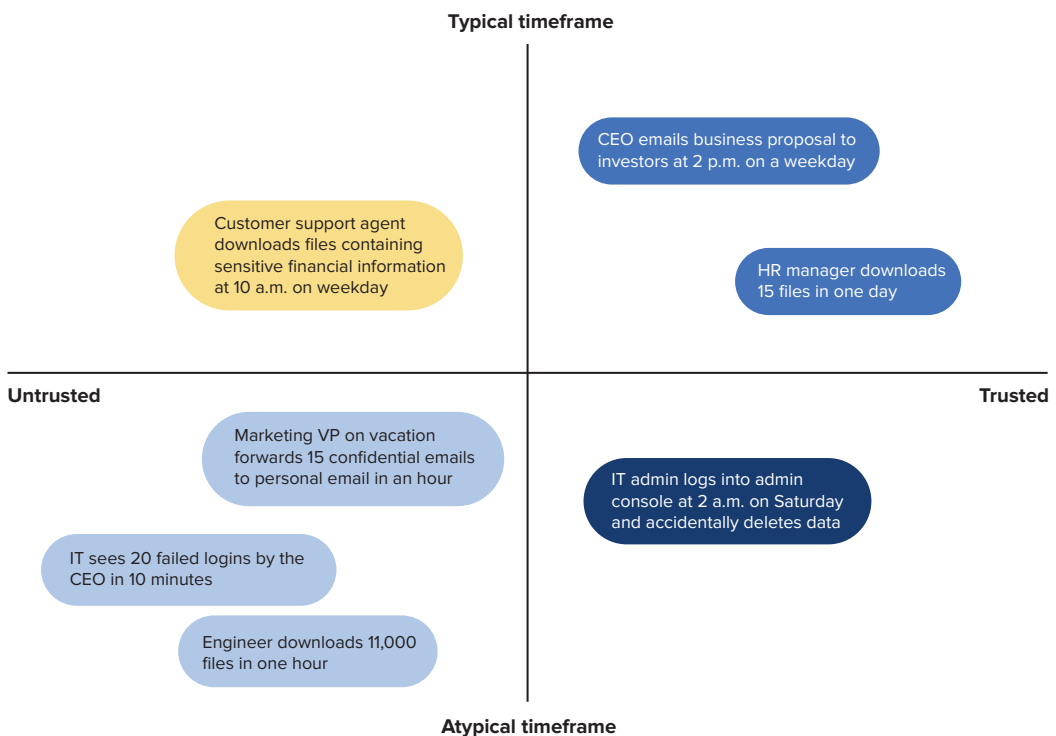 Typical timeframe
CEO emails business proposal to
investors at 2 p.m. on a weekday
Customer support agent
downloads files containing
sensitive financial information
at 10 a.m. on weekday
HR manager downloads
15 files in one day
Untrusted
Trusted
Marketing VP on vacation
forwards 15 confidential emails
to personal email in an hour
IT admin logs into admin
console at 2 a.m. on Saturday
and accidentally deletes data
IT sees 20 failed logins by the
CEO in 10 minutes
Engineer downloads 11,000
files in one hour
Atypical timeframe